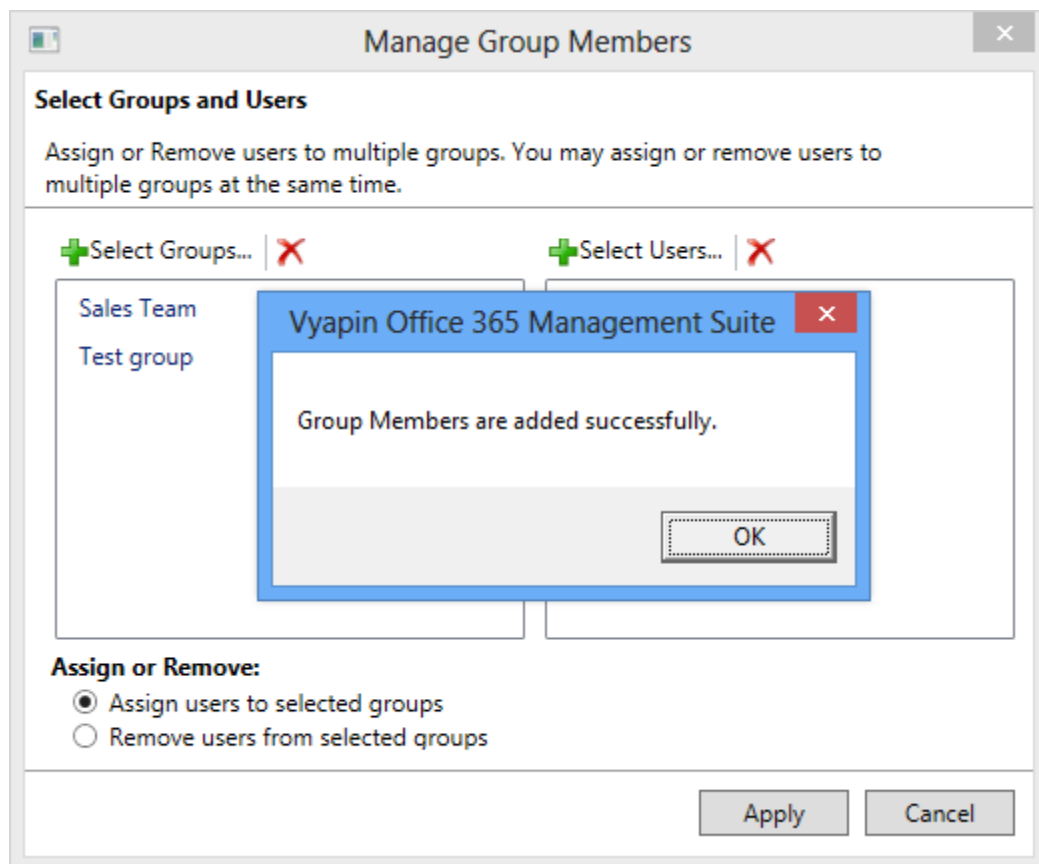 Manage Group Members
Select Groups and Users
Assign or Remove users to multiple groups. You may assign or remove users to
multiple groups at the same time.
Select Groups...
Select Users...
Sales Team
Test group
Vyapin Office 365 Management Suite
Group Members are added successfully.
OK
Assign or Remove:
Assign users to selected groups
Remove users from selected groups
Apply
Cancel